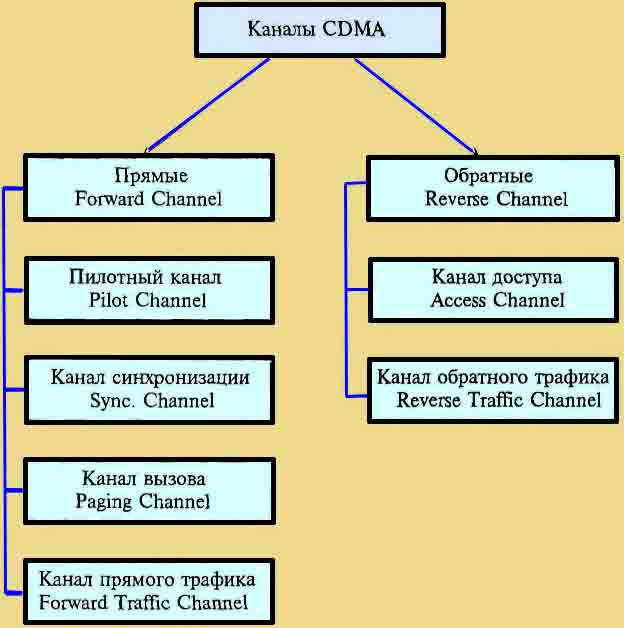 Каналы CDMA
Прямые
Forward Channel
Пилотный канал
Pilot Channel
Канал синхронизации
Sync. Channel
Канал вызова
Paging Channel
Канал прямого трафика
Forward Traffic Channel
Обратные
Reverse Channel
Канал доступа
Access Channel
Канал обратного трафика
Reverse Traffic Channel